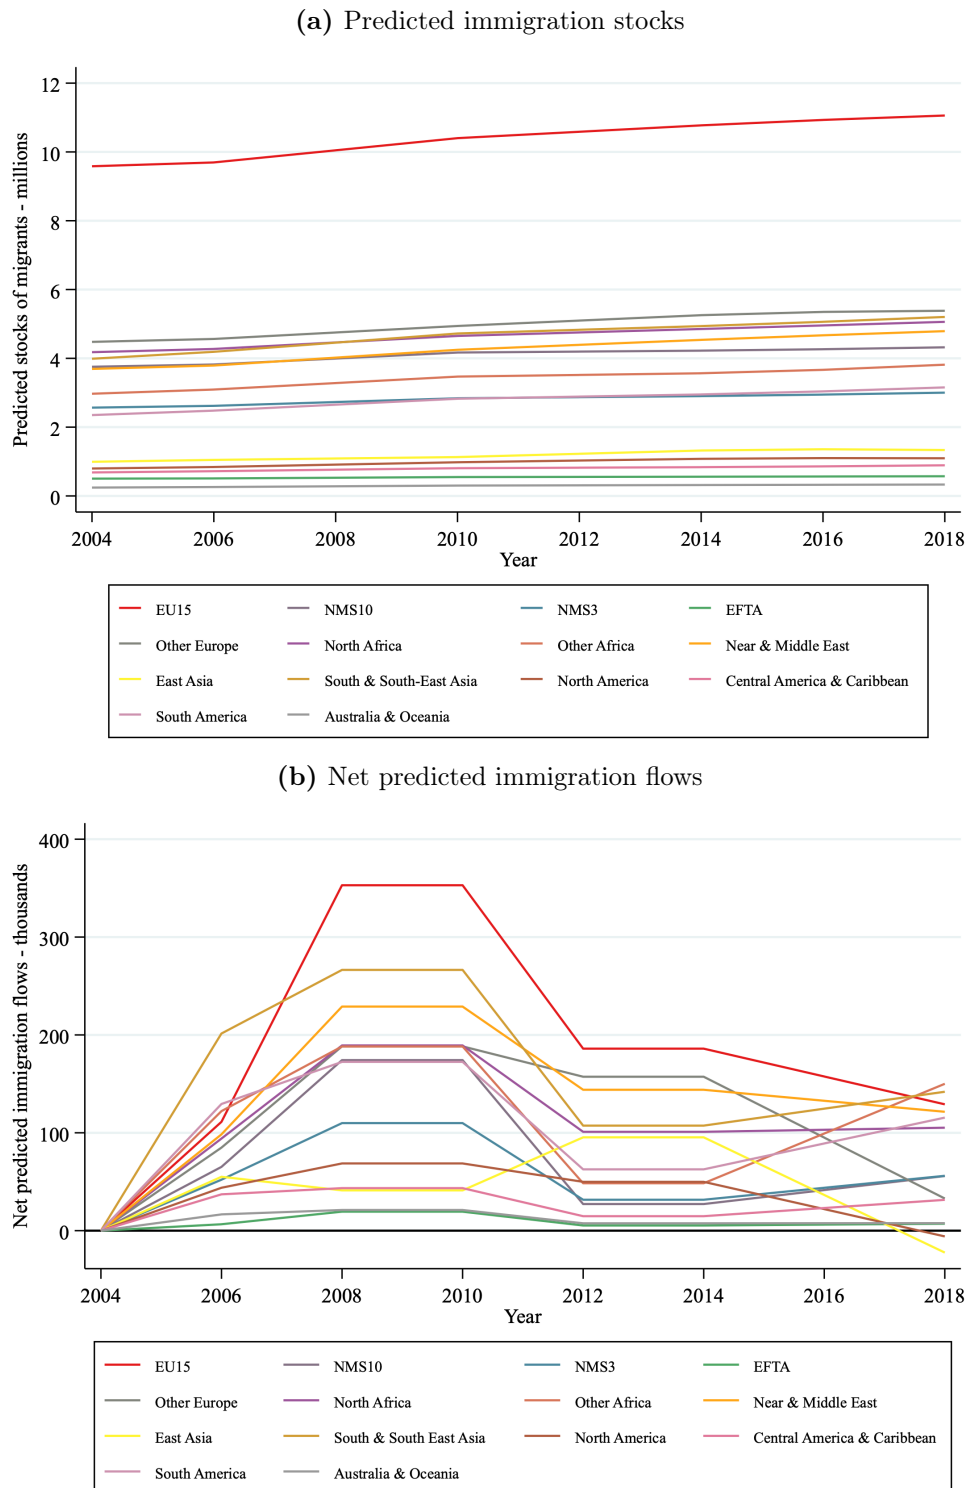 (a) Predicted immigration stocks
Predicted stocks of migrants - millions
12
10
8
6
4
2
0
2004 2006 2008 2010 2012 2014 2016 2018
Year
EU15 NMS10 NMS3 EFTA
Other Europe North Africa Other Africa Near & Middle East
East Asia South & South-East Asia North America Central America & Caribbean
South America Australia & Oceania
(b) Net predicted immigration flows
Net predicted immigration flows - thousands
400
300
200
100
0
2004 2006 2008 2010 2012 2014 2016 2018
Year
EU15 NMS10 NMS3 EFTA
Other Europe North Africa Other Africa Near & Middle East
East Asia South & South East Asia North America Central America & Caribbean
South America Australia & Oceania